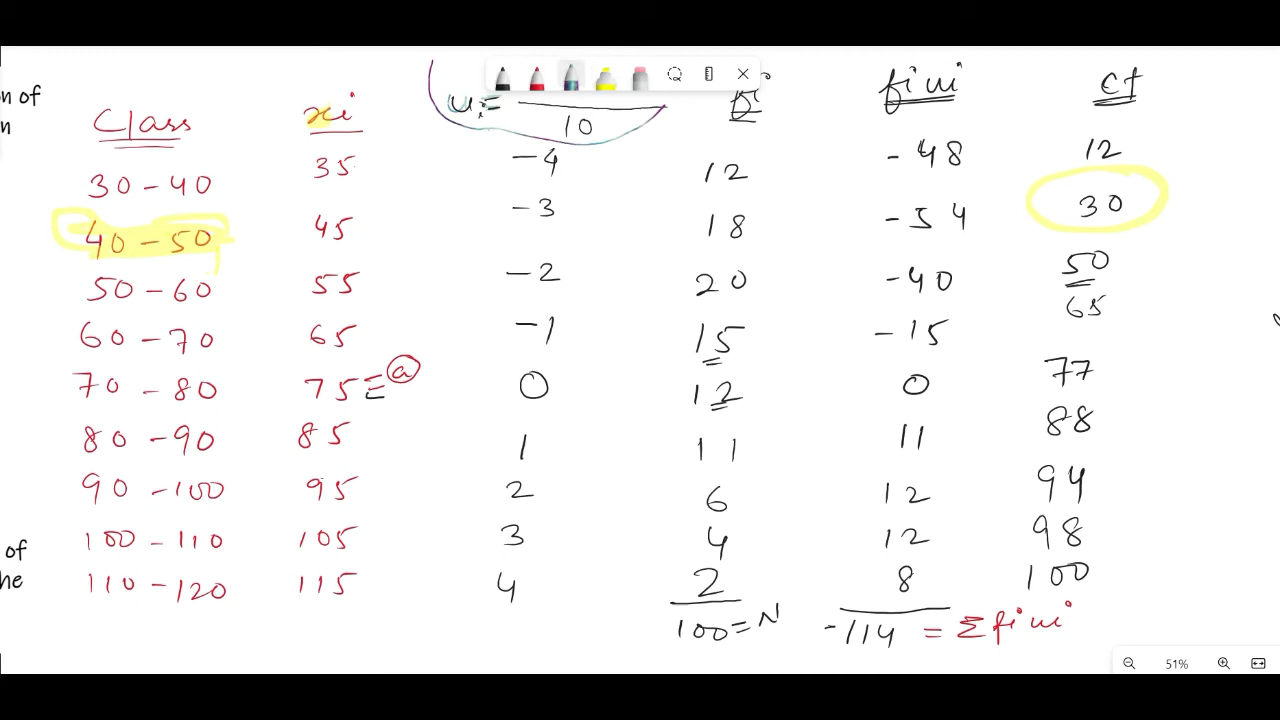 on of
n
Class xi ui= 10 fi fiui cf
30-40 35 -4 12 -48 12
40-50 45 -3 18 -54 30
50-60 55 -2 20 -40 50
60-70 65 -1 15 -15 65
70-80 75= a 0 12 0 77
80-90 85 1 11 11 88
90-100 95 2 6 12 94
100-110 105 3 4 12 98
110-120 115 4 2 8 100
of
he
100=N -114 = Σfiui
51%